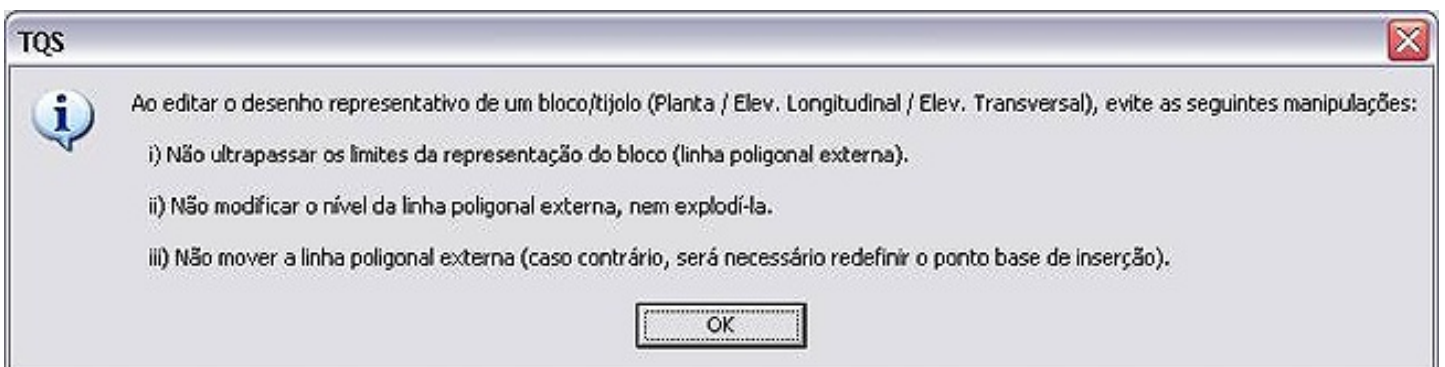 TQS
Ao editar o desenho representativo de um bloco/tijolo (Planta / Elev. Longitudinal / Elev. Transversal), evite as seguintes manipulações:
i) Não ultrapassar os limites da representação do bloco (linha poligonal externa).
ii) Não modificar o nível da linha poligonal externa, nem explodí-la.
iii) Não mover a linha poligonal externa (caso contrário, será necessário redefinir o ponto base de inserção).
OK